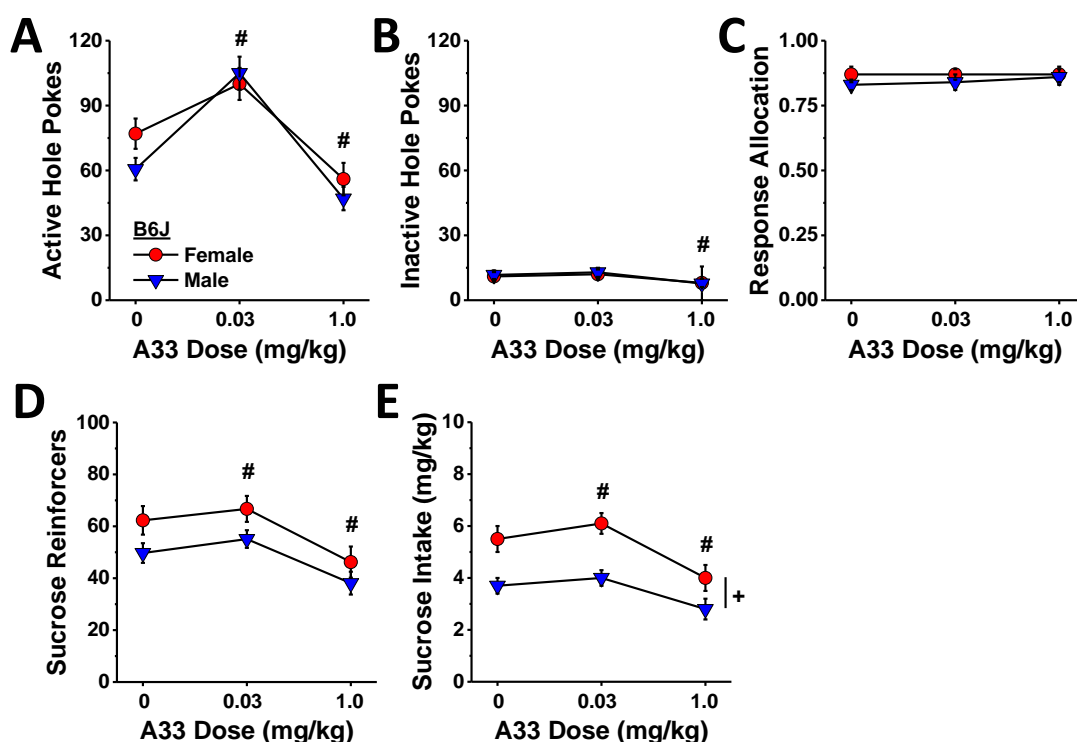 A
Active Hole Pokes
120
90
60
30
0
#
#
B6J
Female
Male
0 0.03 1.0
A33 Dose (mg/kg)
B
Inactive Hole Pokes
120
90
60
30
0
#
0 0.03 1.0
A33 Dose (mg/kg)
C
Response Allocation
1.00
0.75
0.50
0.25
0.00
0 0.03 1.0
A33 Dose (mg/kg)
D
Sucrose Reinforcers
100
80
60
40
20
0
#
#
0 0.03 1.0
A33 Dose (mg/kg)
E
Sucrose Intake (mg/kg)
10
8
6
4
2
0
#
#
+
0 0.03 1.0
A33 Dose (mg/kg)